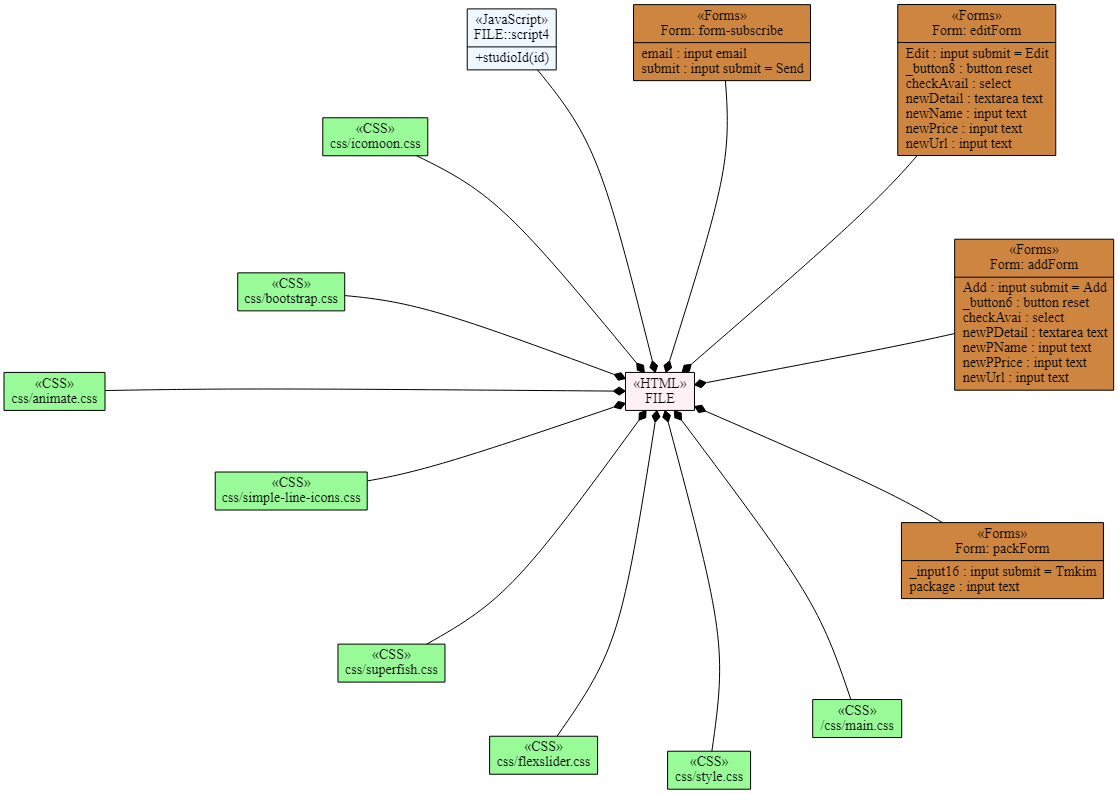 «JavaScript»
FILE::script4
+studioId(id)
«Forms»
Form: form-subscribe
email : input email
submit : input submit = Send
«Forms»
Form: editForm
Edit : input submit = Edit
_button8 : button reset
checkAvail : select
newDetail : textarea text
newName : input text
newPrice : input text
newUrl : input text
«CSS»
css/icomoon.css
«Forms»
Form: addForm
Add : input submit = Add
_button6 : button reset
checkAvai : select
newPDetail : textarea text
newPName : input text
newPPrice : input text
newUrl : input text
«CSS»
css/bootstrap.css
«CSS»
css/animate.css
«HTML»
FILE
«CSS»
css/simple-line-icons.css
«Forms»
Form: packForm
_input16 : input submit = Tmkim
package : input text
«CSS»
css/superfish.css
«CSS»
/css/main.css
«CSS»
css/flexslider.css
«CSS»
css/style.css